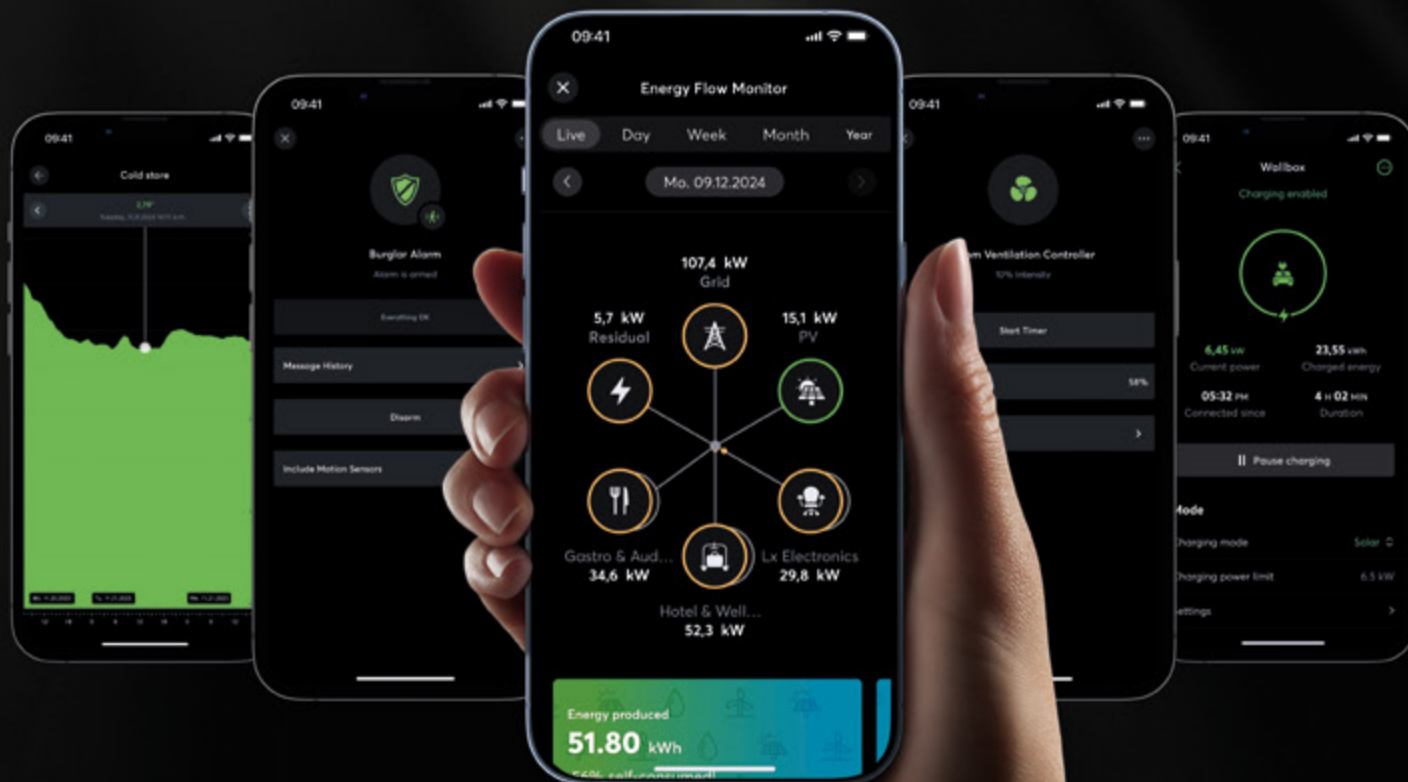 09:41
Cold store
2,79°
09:41
Burglar Alarm
Alarm is armed
Everything OK
Message History
Disarm
Include Motion Sensors
09:41
Energy Flow Monitor
Live Day Week Month Year
Mo. 09.12.2024
107,4 kW
Grid
5,7 kW
Residual
15,1 kW
PV
Gastro & Aud...
34,6 kW
Lx Electronics
29,8 kW
Hotel & Well...
52,3 kW
Energy produced
51.80 kWh
56% self-consumed!
09:41
Ventilation Controller
10% intensity
Start Timer
58%
09:41
Wallbox
Charging enabled
6,45 kW
Current power
23,55 kWh
Charged energy
05:32 PM
Connected since
4 H 02 MIN
Duration
Pause charging
Mode
Charging mode Solar
Charging power limit 6.5 kW
Settings